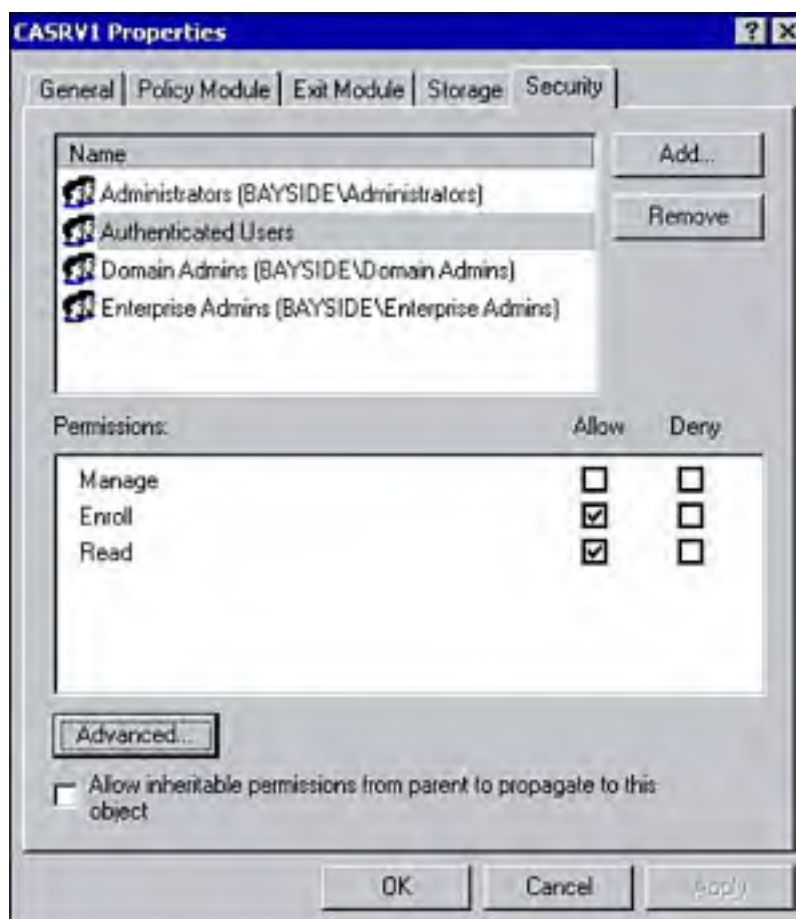 CASRV1 Properties
General Policy Module Exit Module Storage Security
Name
Add...
Administrators (BAYSIDE\Administrators)
Authenticated Users
Remove
Domain Admins (BAYSIDE\Domain Admins)
Enterprise Admins (BAYSIDE\Enterprise Admins)
Permissions: Allow Deny
Manage
Enroll
Read
Advanced...
Allow inheritable permissions from parent to propagate to this
object
OK Cancel Apply